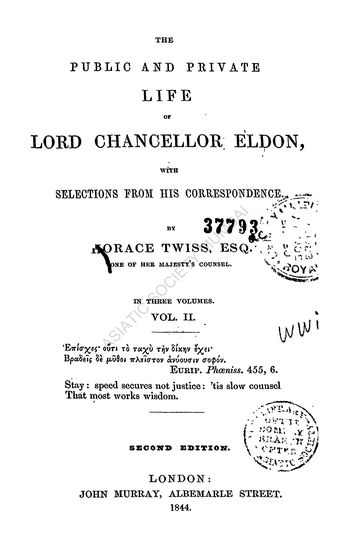 THE
PUBLIC AND PRIVATE
LIFE
OF
LORD CHANCELLOR ELDON,
WITH
SELECTIONS FROM HIS CORRESPONDENCE.
BY
37793
HORACE TWISS, ESQ.
ONE OF HER MAJESTY'S COUNSEL.
IN THREE VOLUMES.
VOL. II.
ASIATIC SOCIETY MUMBAI
Ἐπίσχες· οὔτι τὸ ταχὺ τὴν δίκην ἔχει·
Βραδεῖς δὲ μῦθοι πλεῖστον ἀνύουσιν σοφόν.
EURIP. Phœniss. 455, 6.
Stay: speed secures not justice: 'tis slow counsel
That most works wisdom.
SECOND EDITION.
LONDON:
JOHN MURRAY, ALBEMARLE STREET.
1844.